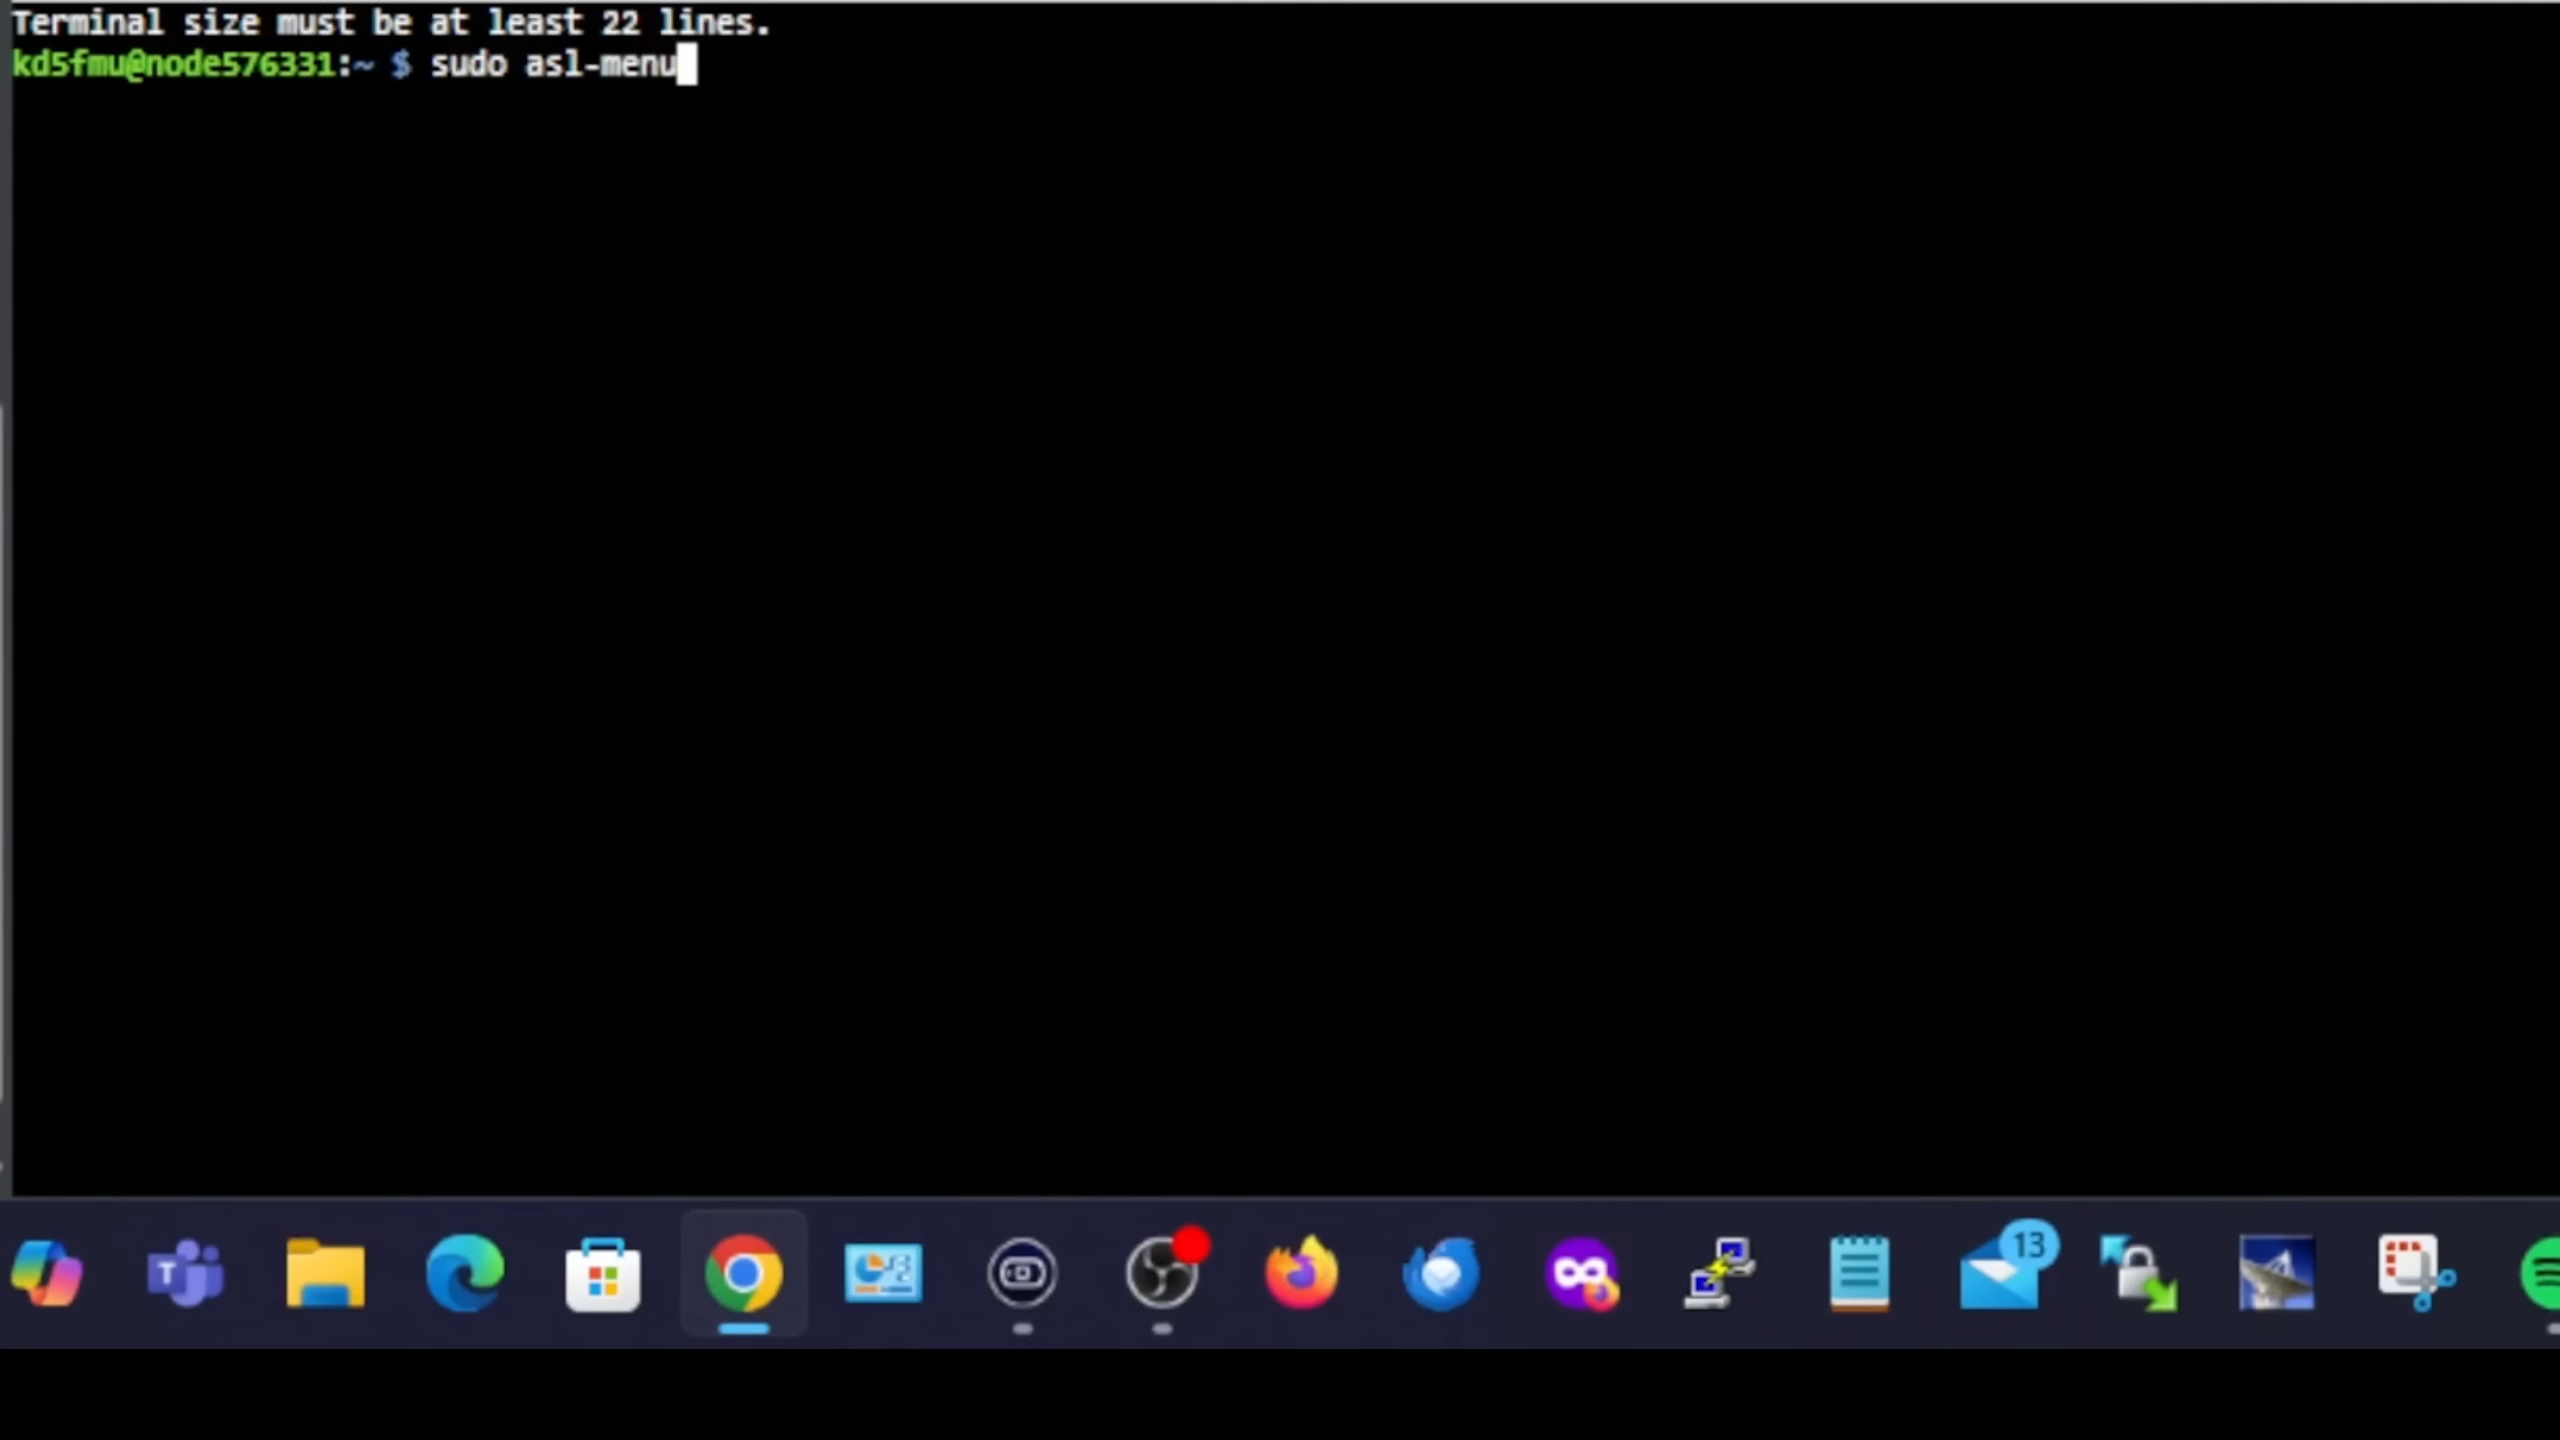 Terminal size must be at least 22 lines.
kd5fmu@node576331:~ $ sudo asl-menu
T
13